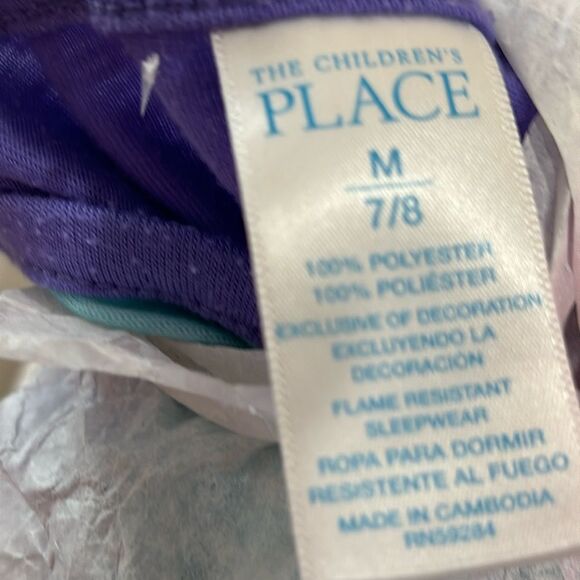 THE CHILDREN'S
PLACE
M
7/8
100% POLYESTER
100% POLIÉSTER
EXCLUSIVE OF DECORATION
EXCLUYENDO LA
DECORACIÓN
FLAME RESISTANT
SLEEPWEAR
ROPA PARA DORMIR
RESISTENTE AL FUEGO
MADE IN CAMBODIA
RN59284